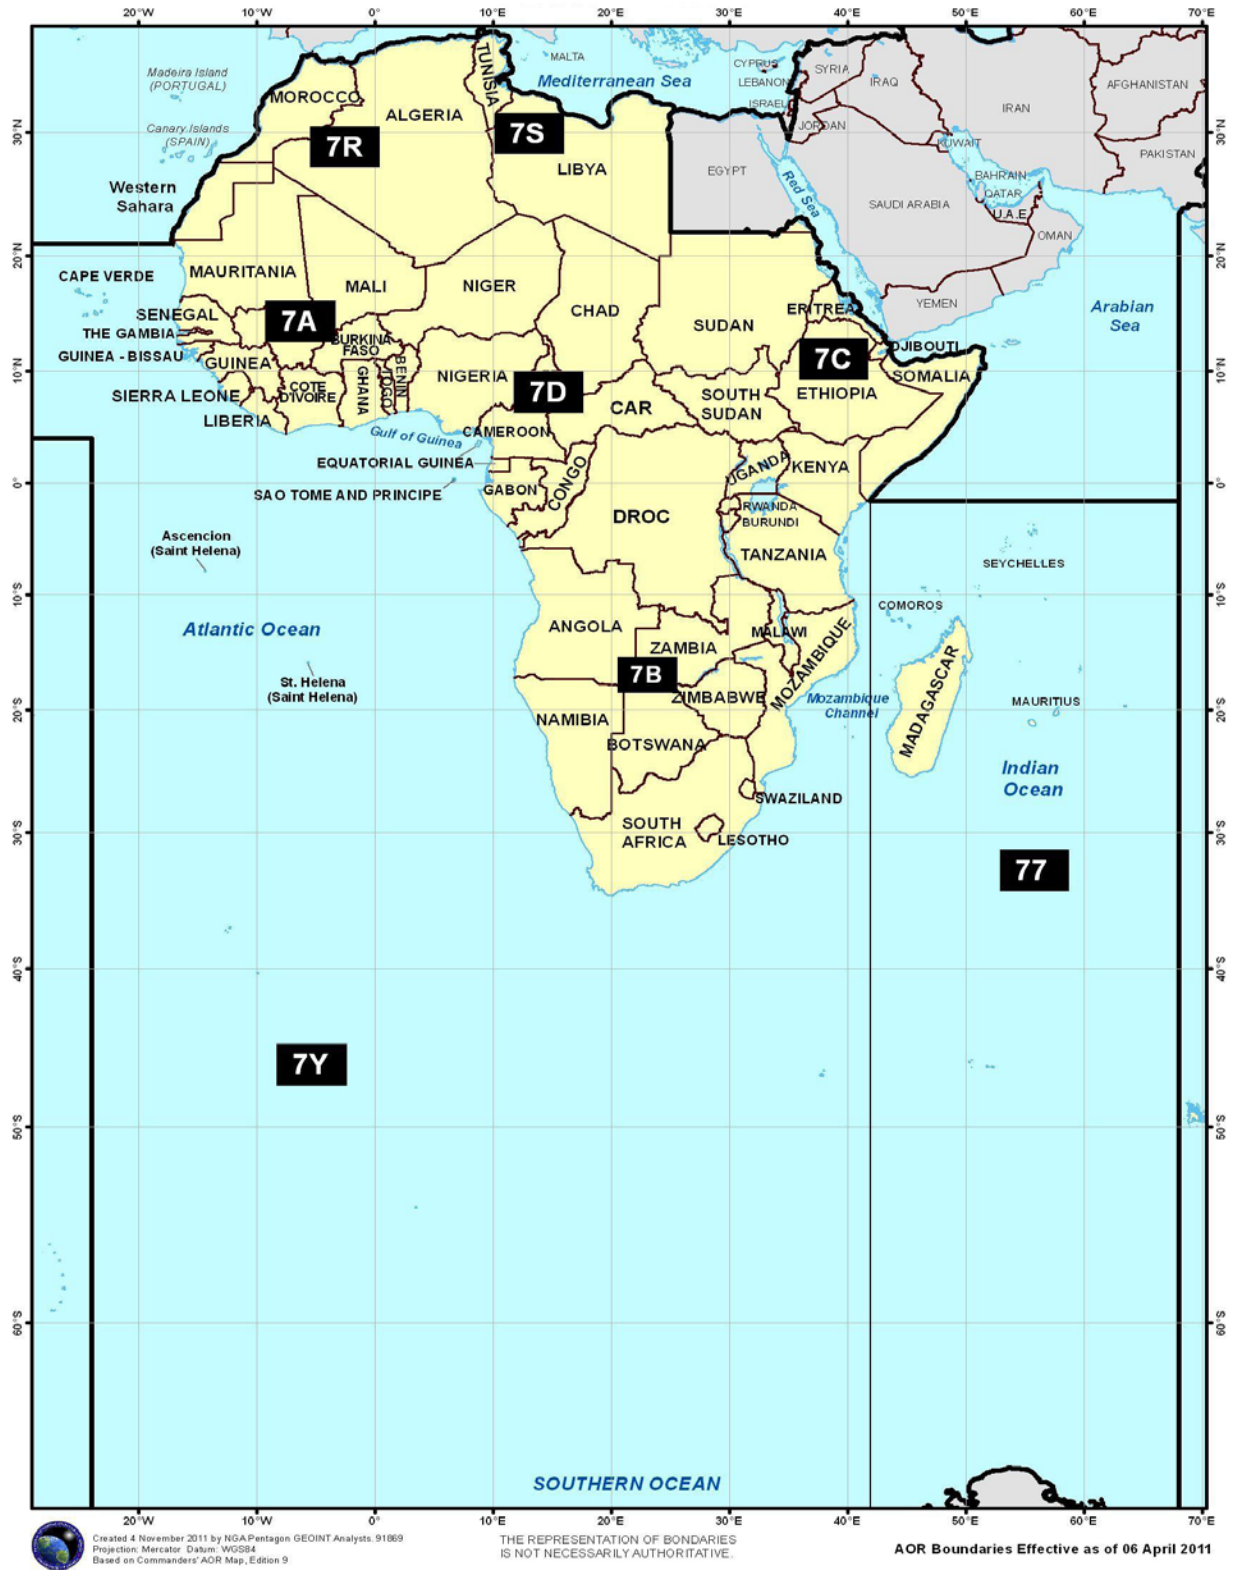 20°W 10°W 0° 10°E 20°E 30°E 40°E 50°E 60°E 70°E
Madeira Island
(PORTUGAL)
MALTA
Mediterranean Sea
CYPRUS
SYRIA
LEBANON
IRAQ
ISRAEL
JORDAN
IRAN
AFGHANISTAN
MOROCCO
TUNISIA
ALGERIA
Canary Islands
(SPAIN)
7R
7S
30°N
30°N
KUWAIT
PAKISTAN
LIBYA
EGYPT
Red Sea
BAHRAIN
QATAR
U.A.E
SAUDI ARABIA
OMAN
Western
Sahara
20°N
20°N
CAPE VERDE
MAURITANIA
MALI
NIGER
CHAD
SUDAN
ERITREA
YEMEN
Arabian
Sea
SENEGAL
7A
THE GAMBIA
BURKINA
FASO
GUINEA - BISSAU
GUINEA
7C
DJIBOUTI
10°N
10°N
BENIN
TOGO
GHANA
NIGERIA
7D
SOMALIA
SIERRA LEONE
COTE
D'IVOIRE
CAR
SOUTH
SUDAN
ETHIOPIA
LIBERIA
Gulf of Guinea
CAMEROON
EQUATORIAL GUINEA
CONGO
UGANDA
KENYA
0°
0°
SAO TOME AND PRINCIPE
GABON
DROC
RWANDA
BURUNDI
Ascencion
(Saint Helena)
TANZANIA
SEYCHELLES
10°S
10°S
COMOROS
Atlantic Ocean
ANGOLA
MALAWI
ZAMBIA
MOZAMBIQUE
MADAGASCAR
St. Helena
(Saint Helena)
7B
ZIMBABWE
Mozambique
Channel
MAURITIUS
20°S
20°S
NAMIBIA
BOTSWANA
Indian
Ocean
SWAZILAND
SOUTH
AFRICA
LESOTHO
30°S
30°S
77
40°S
40°S
7Y
50°S
50°S
60°S
60°S
SOUTHERN OCEAN
20°W 10°W 0° 10°E 20°E 30°E 40°E 50°E 60°E 70°E
Created 4 November 2011 by NGA Pentagon GEOINT Analysts. 91869
Projection: Mercator Datum: WGS84
Based on Commanders' AOR Map, Edition 9
THE REPRESENTATION OF BONDARIES
IS NOT NECESSARILY AUTHORITATIVE.
AOR Boundaries Effective as of 06 April 2011